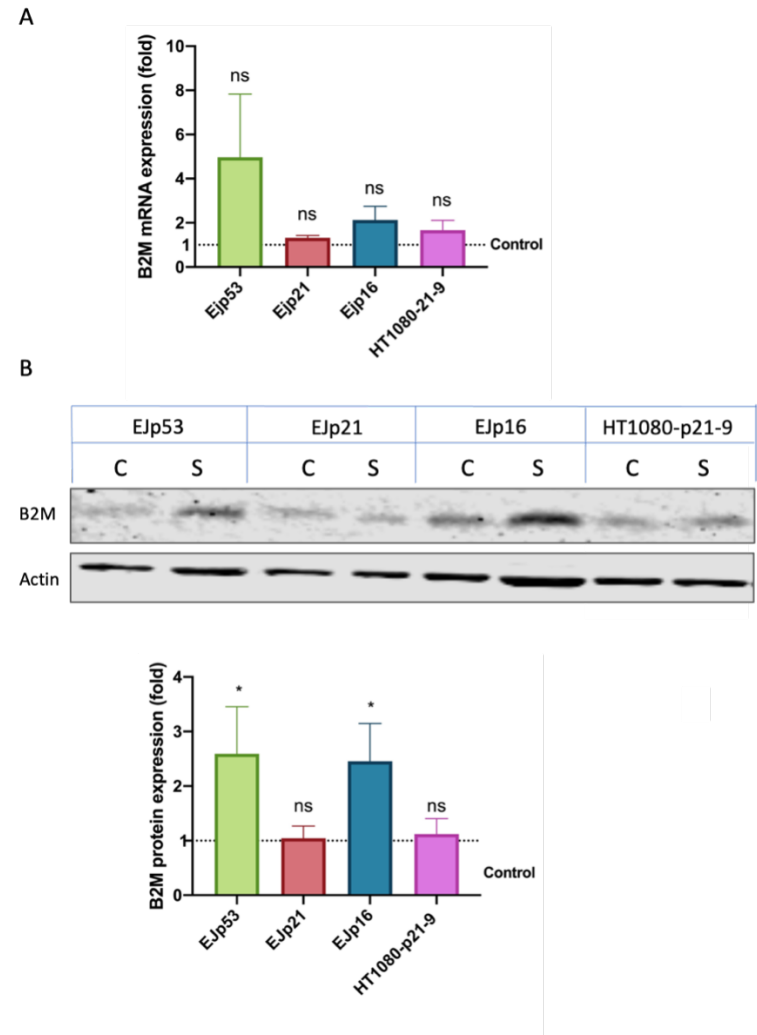 A
B2M mRNA expression (fold)
10
8
6
4
2
1
0
ns
ns
ns
ns
Control
Ejp53
Ejp21
Ejp16
HT1080-21-9
B
EJp53 EJp21 EJp16 HT1080-p21-9
C S C S C S C S
B2M
Actin
B2M protein expression (fold)
4
3
2
1
0
*
ns
*
ns
Control
EJp53
EJp21
EJp16
HT1080-p21-9